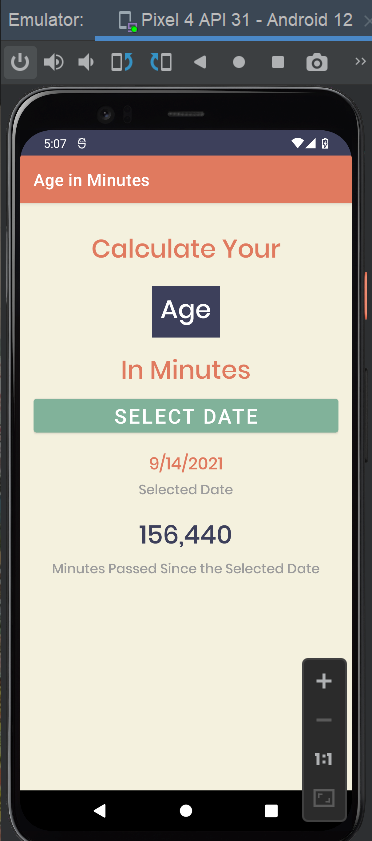 Emulator: Pixel 4 API 31 - Android 12
5:07
Age in Minutes
Calculate Your
Age
In Minutes
SELECT DATE
9/14/2021
Selected Date
156,440
Minutes Passed Since the Selected Date
1:1